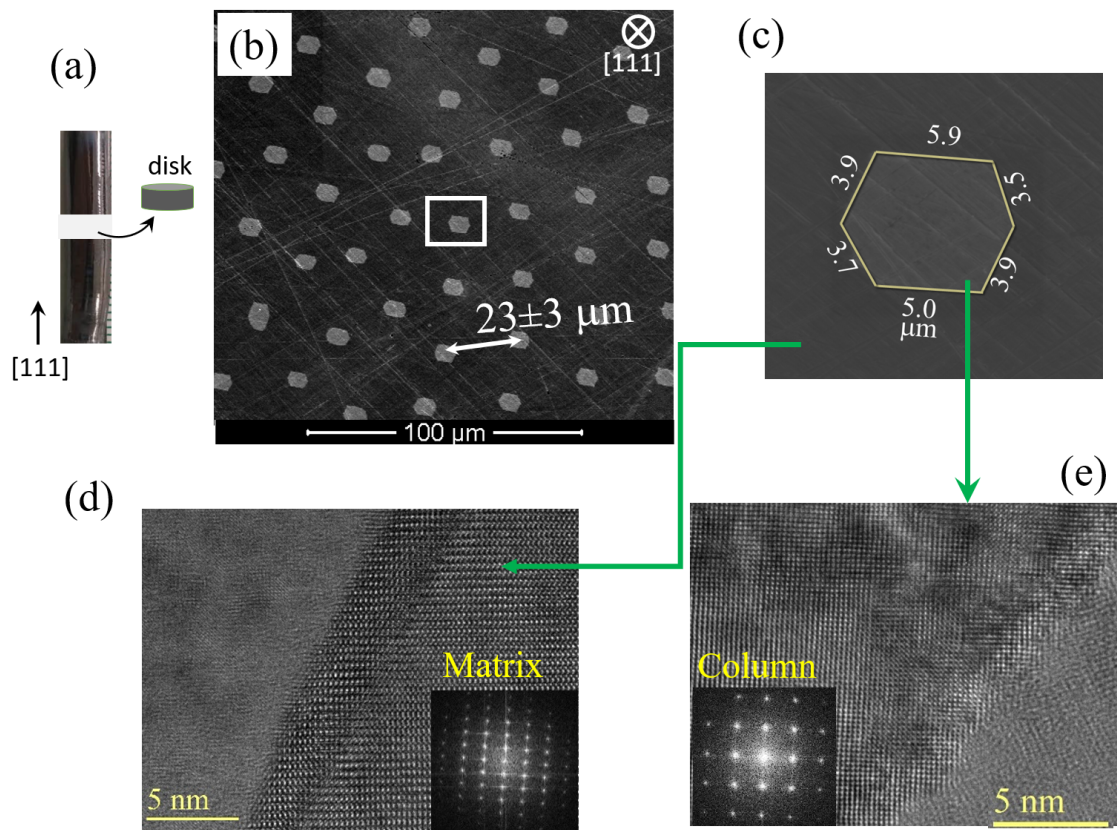 (a)
disk
[111]
(b)
[111]
23±3 μm
100 μm
(c)
5.9
3.9
3.5
3.7
3.9
5.0
μm
(d)
Matrix
5 nm
(e)
Column
5 nm